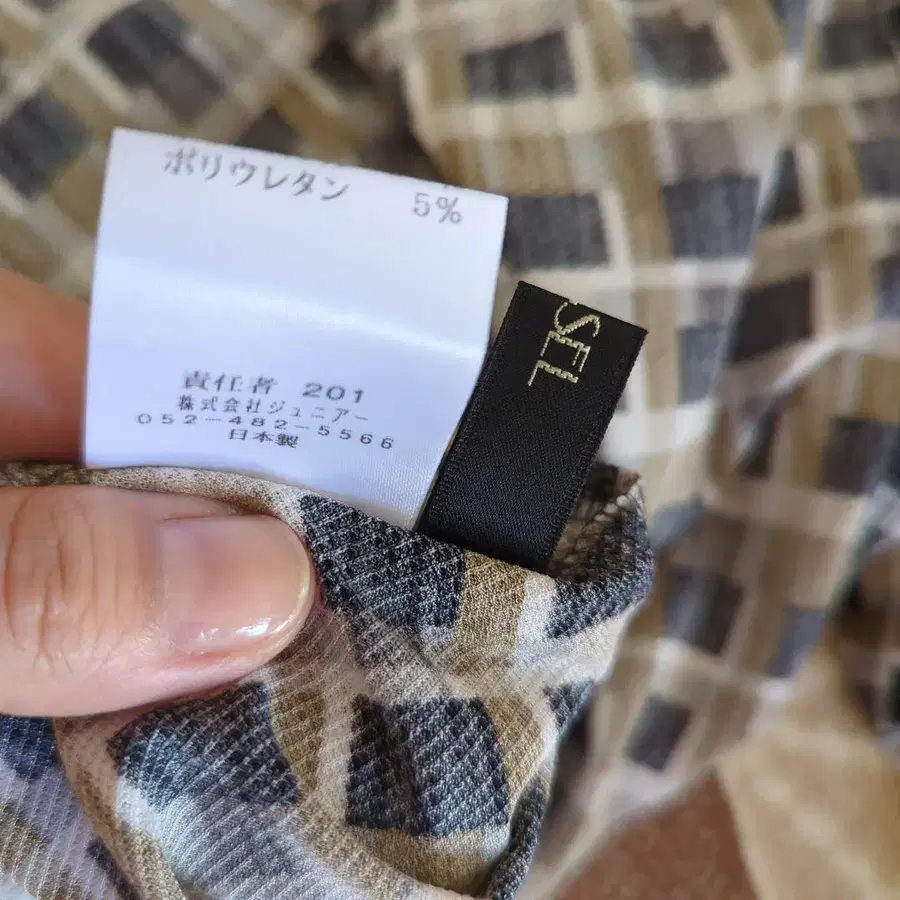 ポリウレタン 5%
責任者 201
株式会社ジュニアー
052-482-5566
日本製
SEL